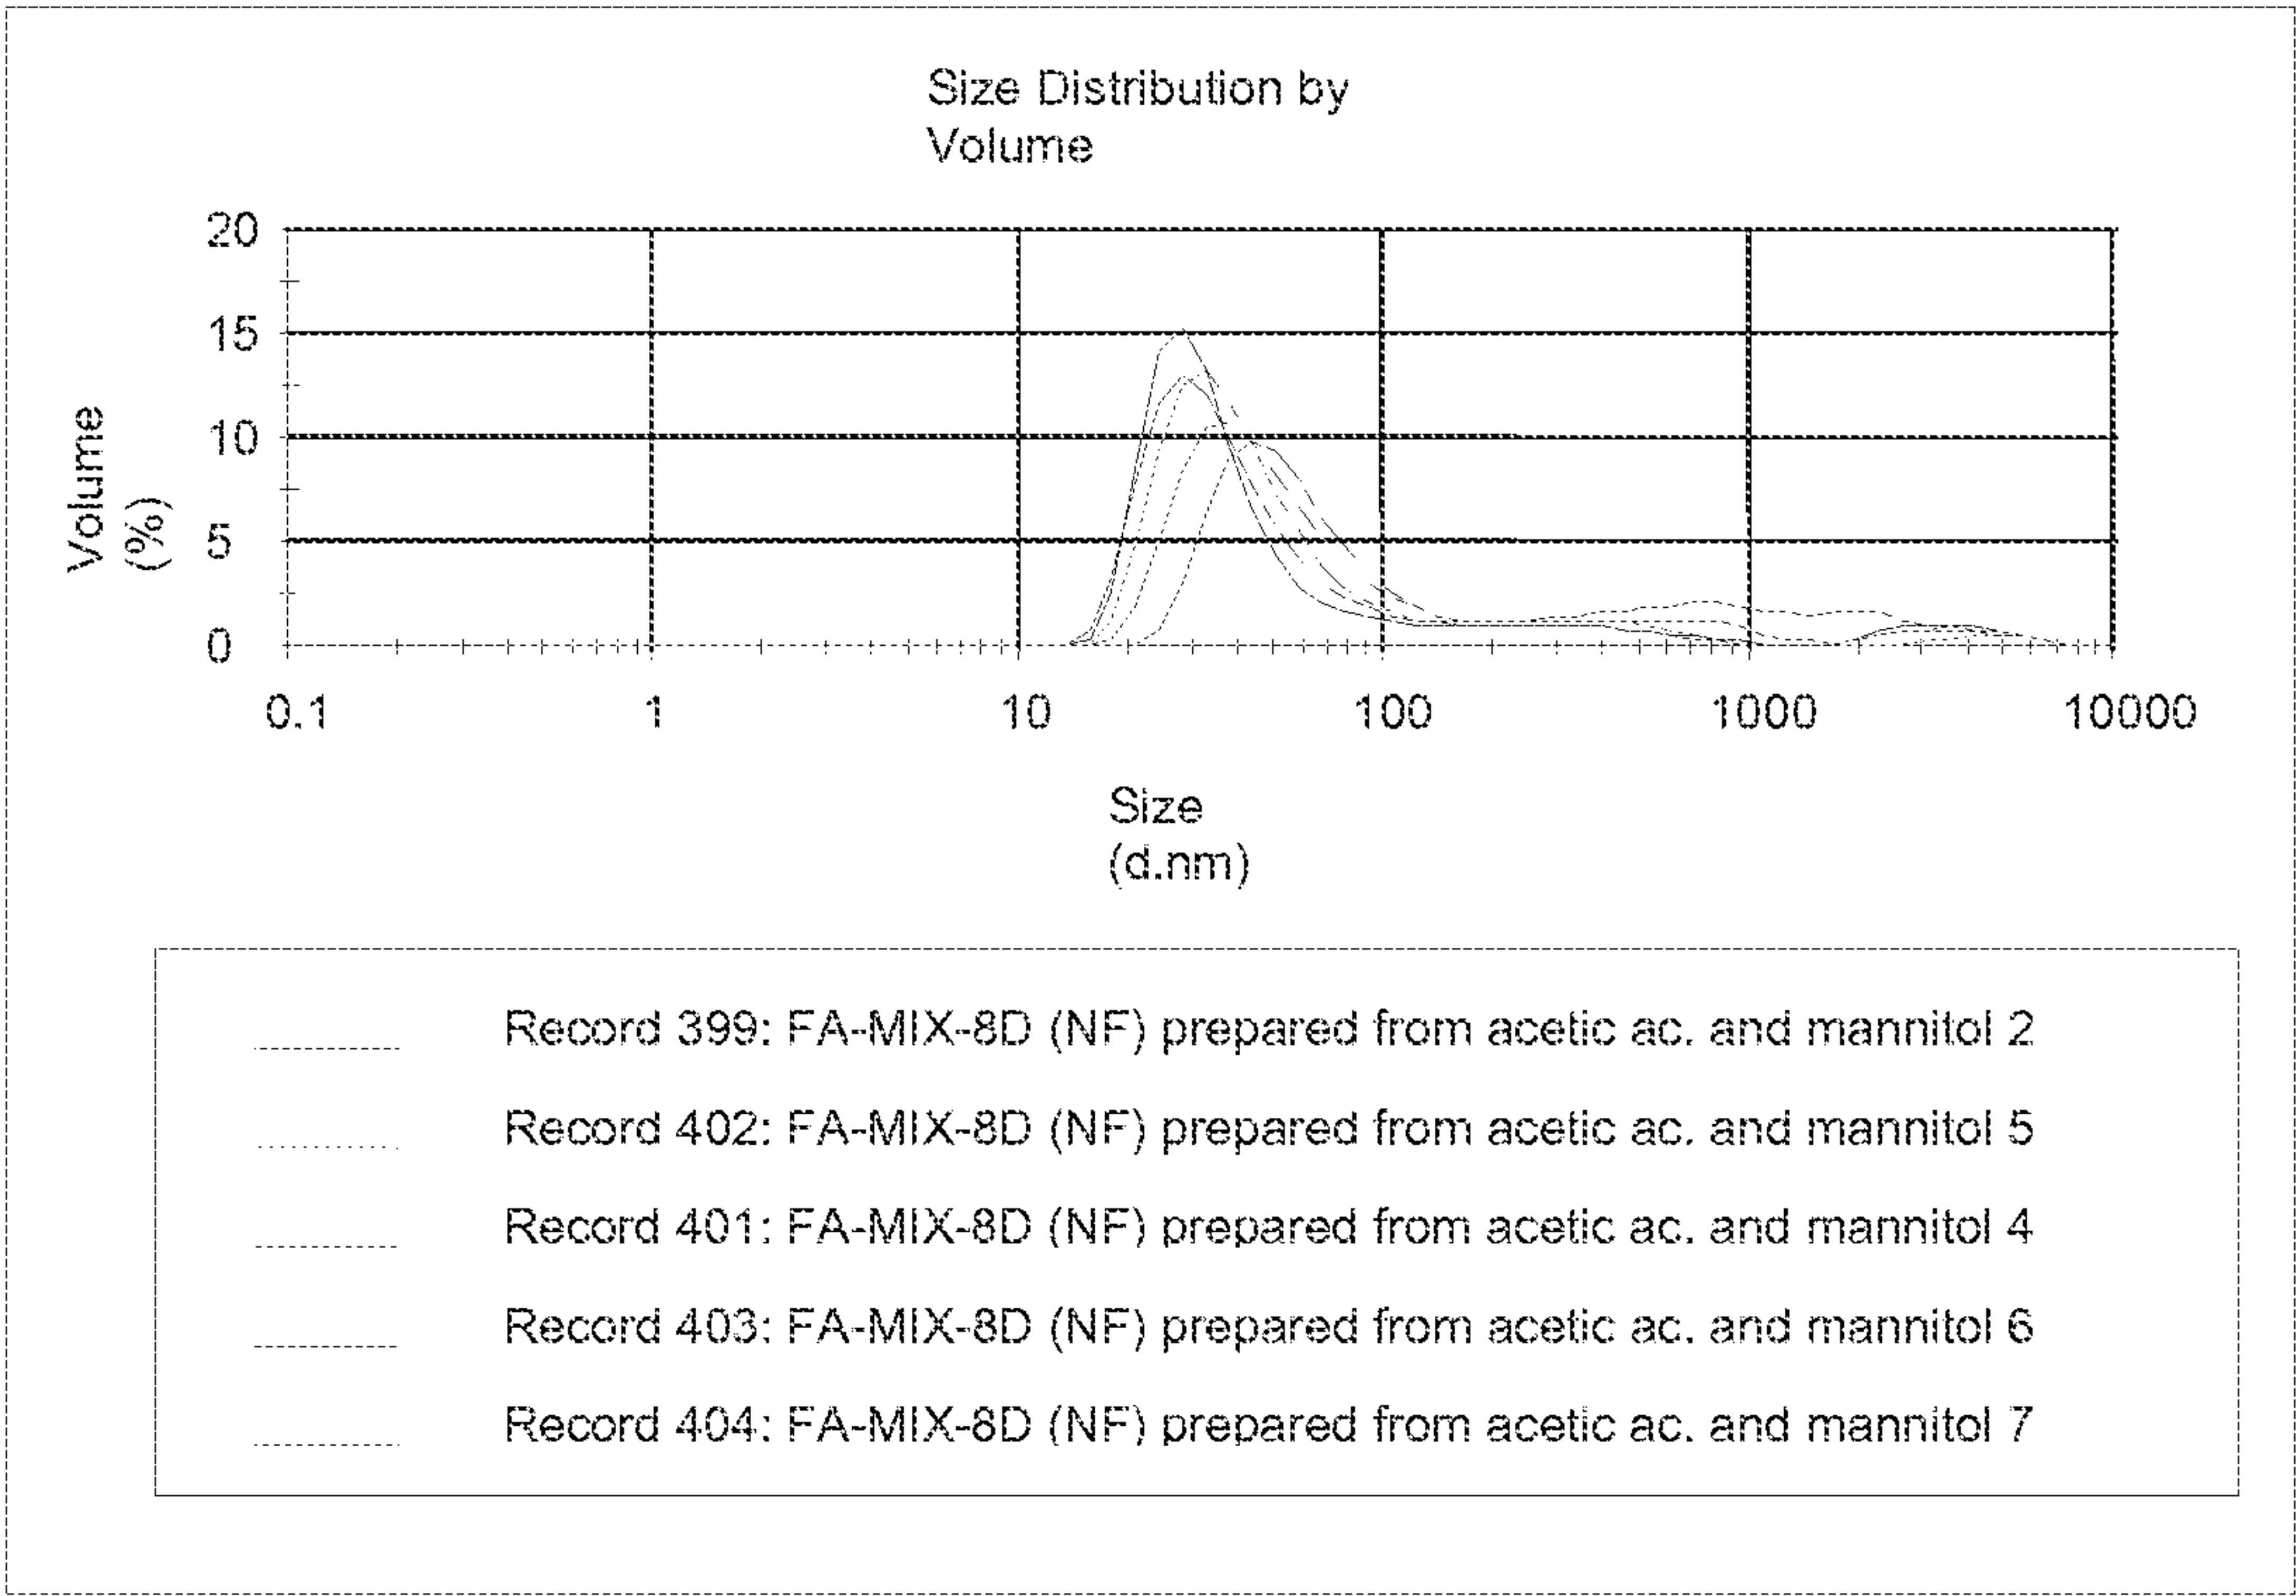 Size Distribution by
Volume
20
15
10
5
0
Volume
(%)
0.1 1 10 100 1000 10000
Size
(d.nm)
Record 399: FA-MIX-8D (NF) prepared from acetic ac. and mannitol 2
Record 402: FA-MIX-8D (NF) prepared from acetic ac. and mannitol 5
Record 401: FA-MIX-8D (NF) prepared from acetic ac. and mannitol 4
Record 403: FA-MIX-8D (NF) prepared from acetic ac. and mannitol 6
Record 404: FA-MIX-8D (NF) prepared from acetic ac. and mannitol 7